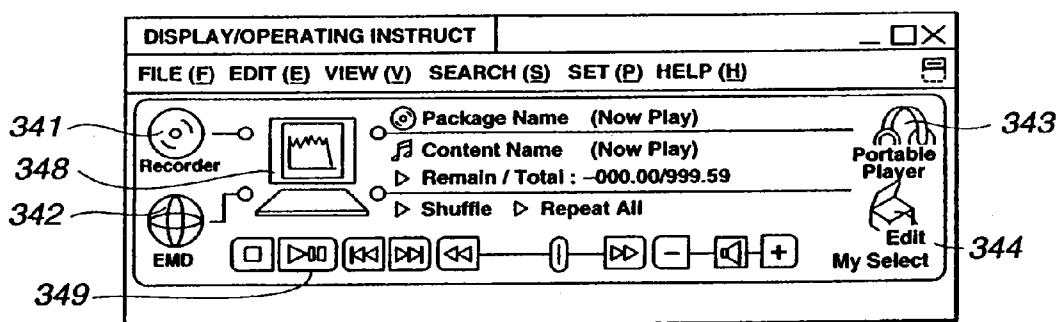 DISPLAY/OPERATING INSTRUCT
FILE (F) EDIT (E) VIEW (V) SEARCH (S) SET (P) HELP (H)
341
Recorder
348
342
EMD
349
Package Name (Now Play)
Content Name (Now Play)
Remain / Total : -000.00/999.59
Shuffle Repeat All
343
Portable
Player
Edit
344
My Select